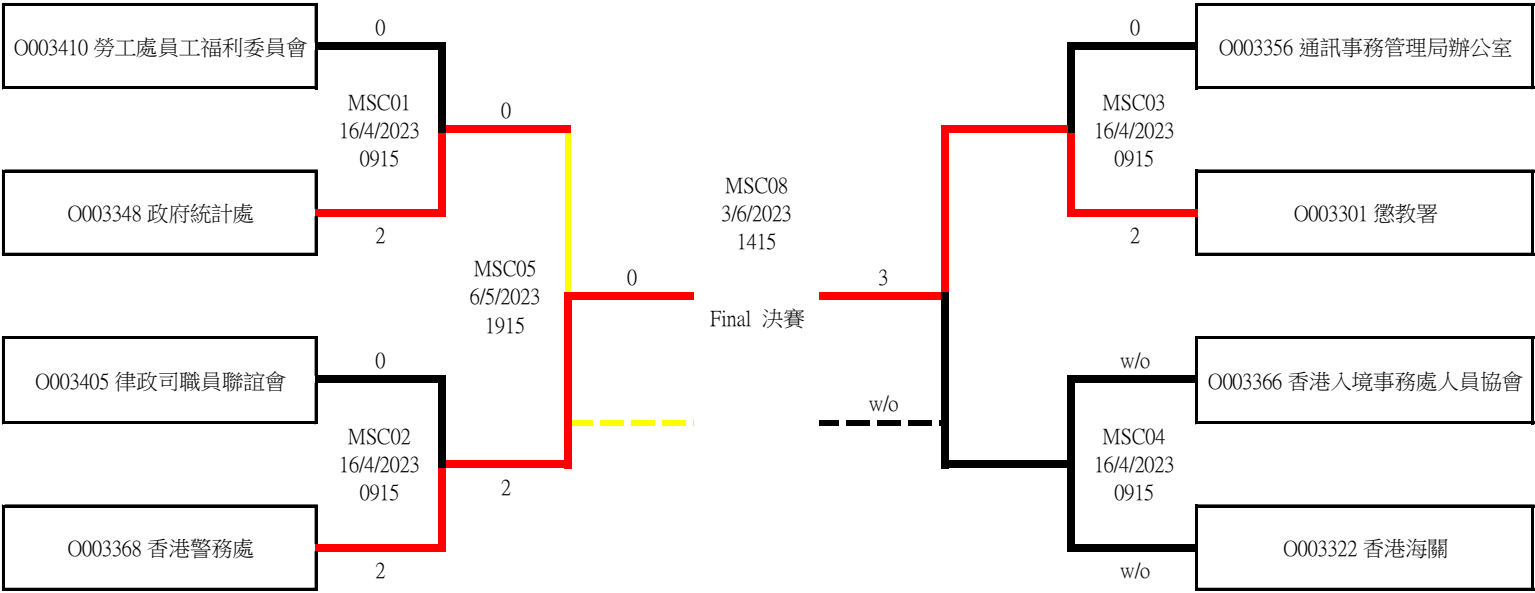 0
O003410 勞工處員工福利委員會
MSC01
16/4/2023
0915
0
O003348 政府統計處
2
MSC05
6/5/2023
1915
0
0
O003405 律政司職員聯誼會
MSC02
16/4/2023
0915
2
O003368 香港警務處
2
MSC08
3/6/2023
1415
Final 決賽
0
O003356 通訊事務管理局辦公室
MSC03
16/4/2023
0915
O003301 懲教署
2
3
w/o
w/o
O003366 香港入境事務處人員協會
MSC04
16/4/2023
0915
O003322 香港海關
w/o